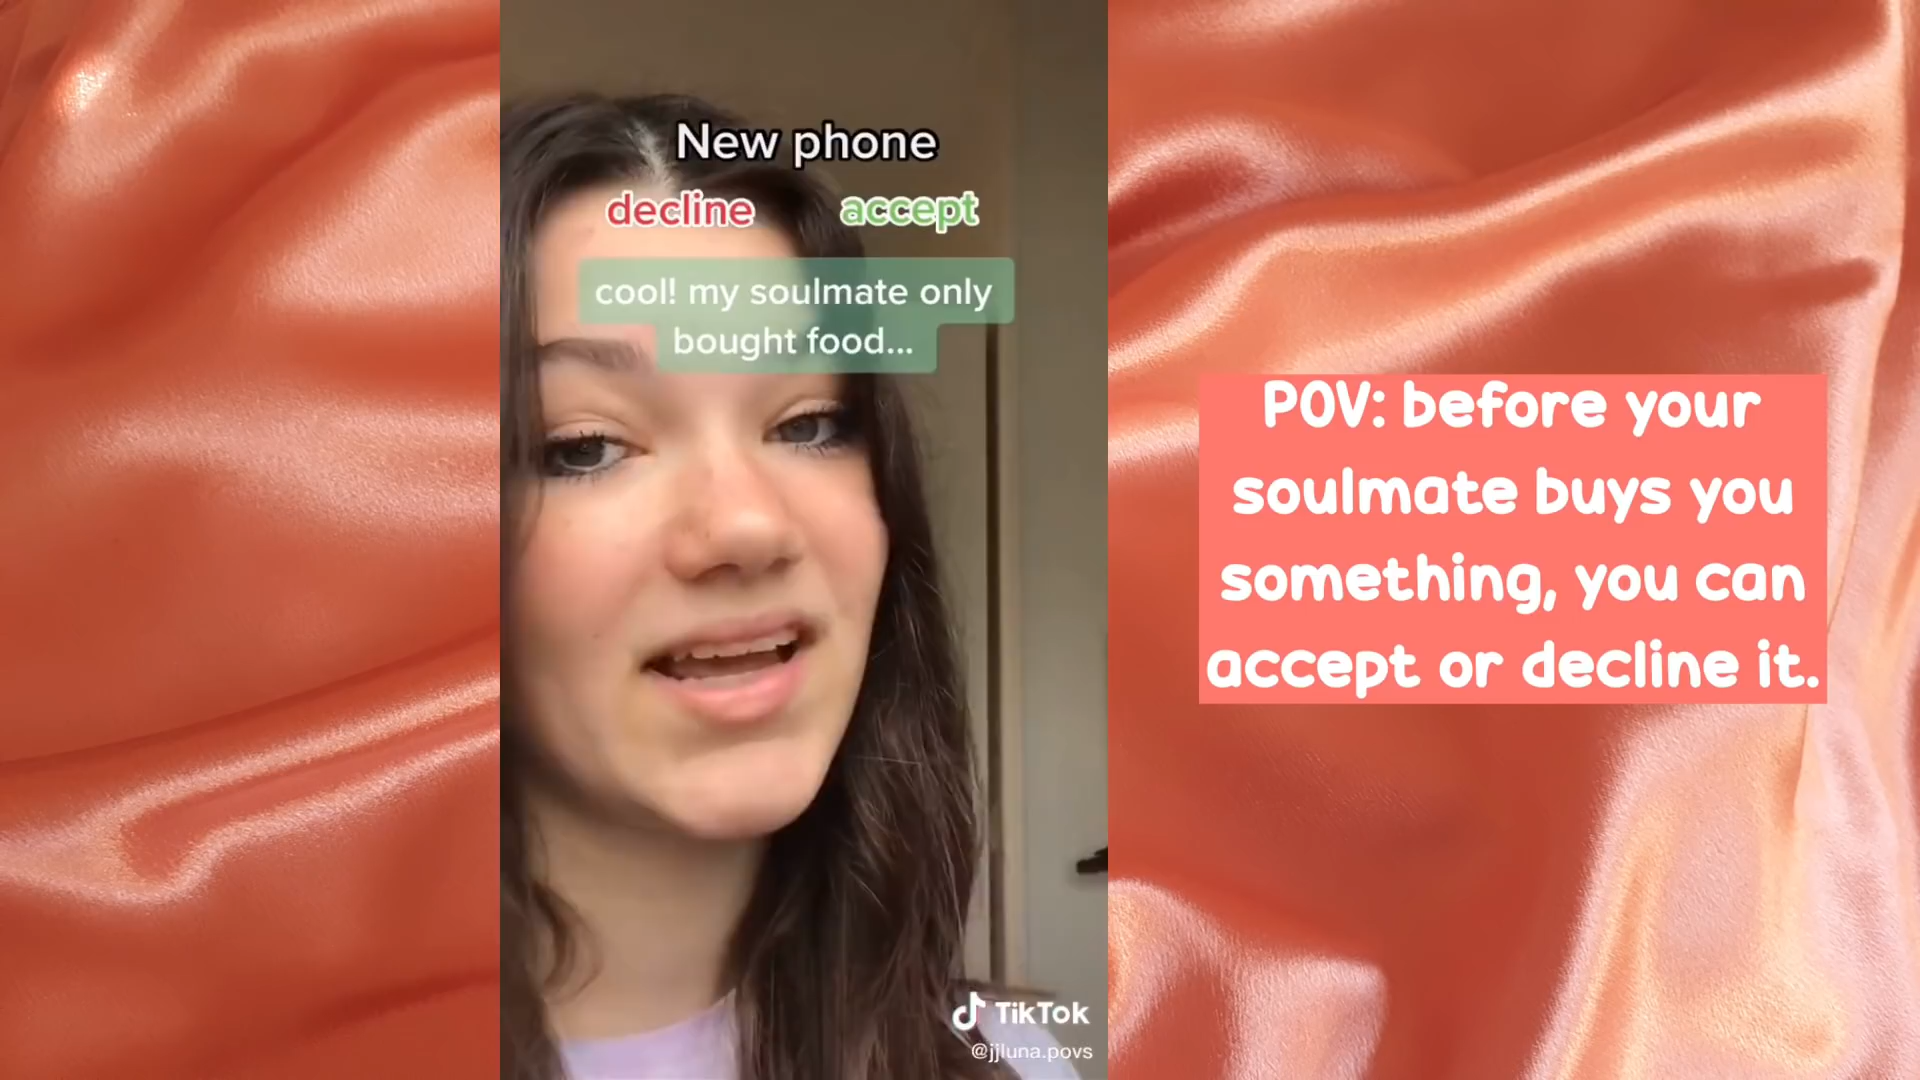 New phone
decline accept
cool! my soulmate only
bought food...
POV: before your
soulmate buys you
something, you can
accept or decline it.
TikTok
@jjluna.povs